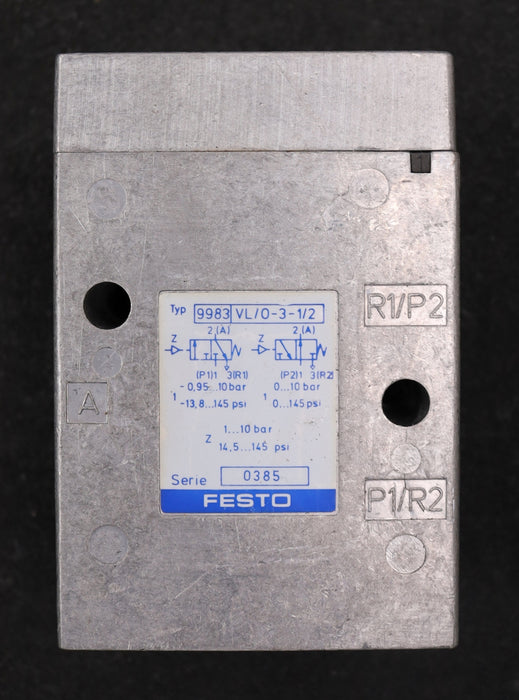 1
R1/P2
Typ 9983 VL/O-3-1/2
2(A) 2(A)
Z Z
(P1)1 3(R1) (P2)1 3(R2)
1 -0,95...10 bar 1 0...10 bar
-13,8...145 psi 0...145 psi
A
1...10 bar
Z
14,5...145 psi
Serie 0385
P1/R2
FESTO